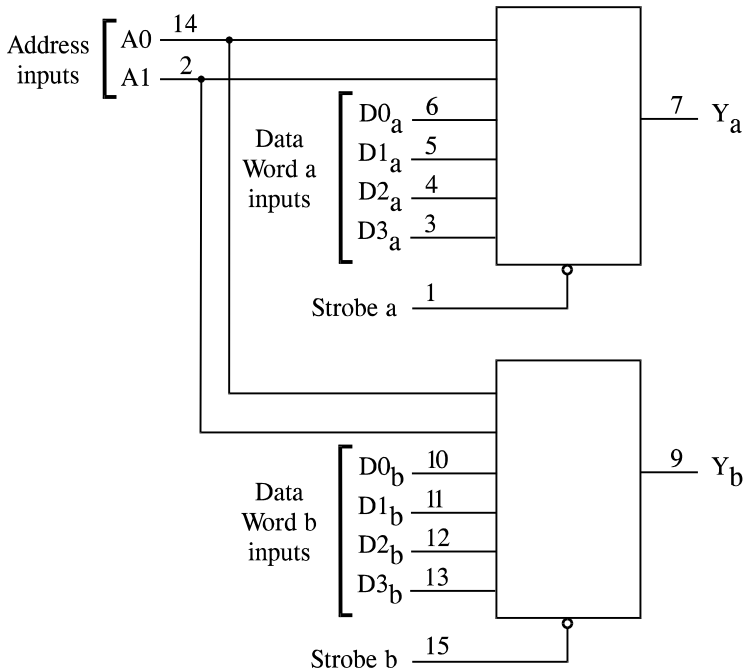 Address
inputs
A0 14
A1 2
Data
Word a
inputs
D0a 6
D1a 5
D2a 4
D3a 3
7 Ya
Strobe a 1
Data
Word b
inputs
D0b 10
D1b 11
D2b 12
D3b 13
9 Yb
Strobe b 15